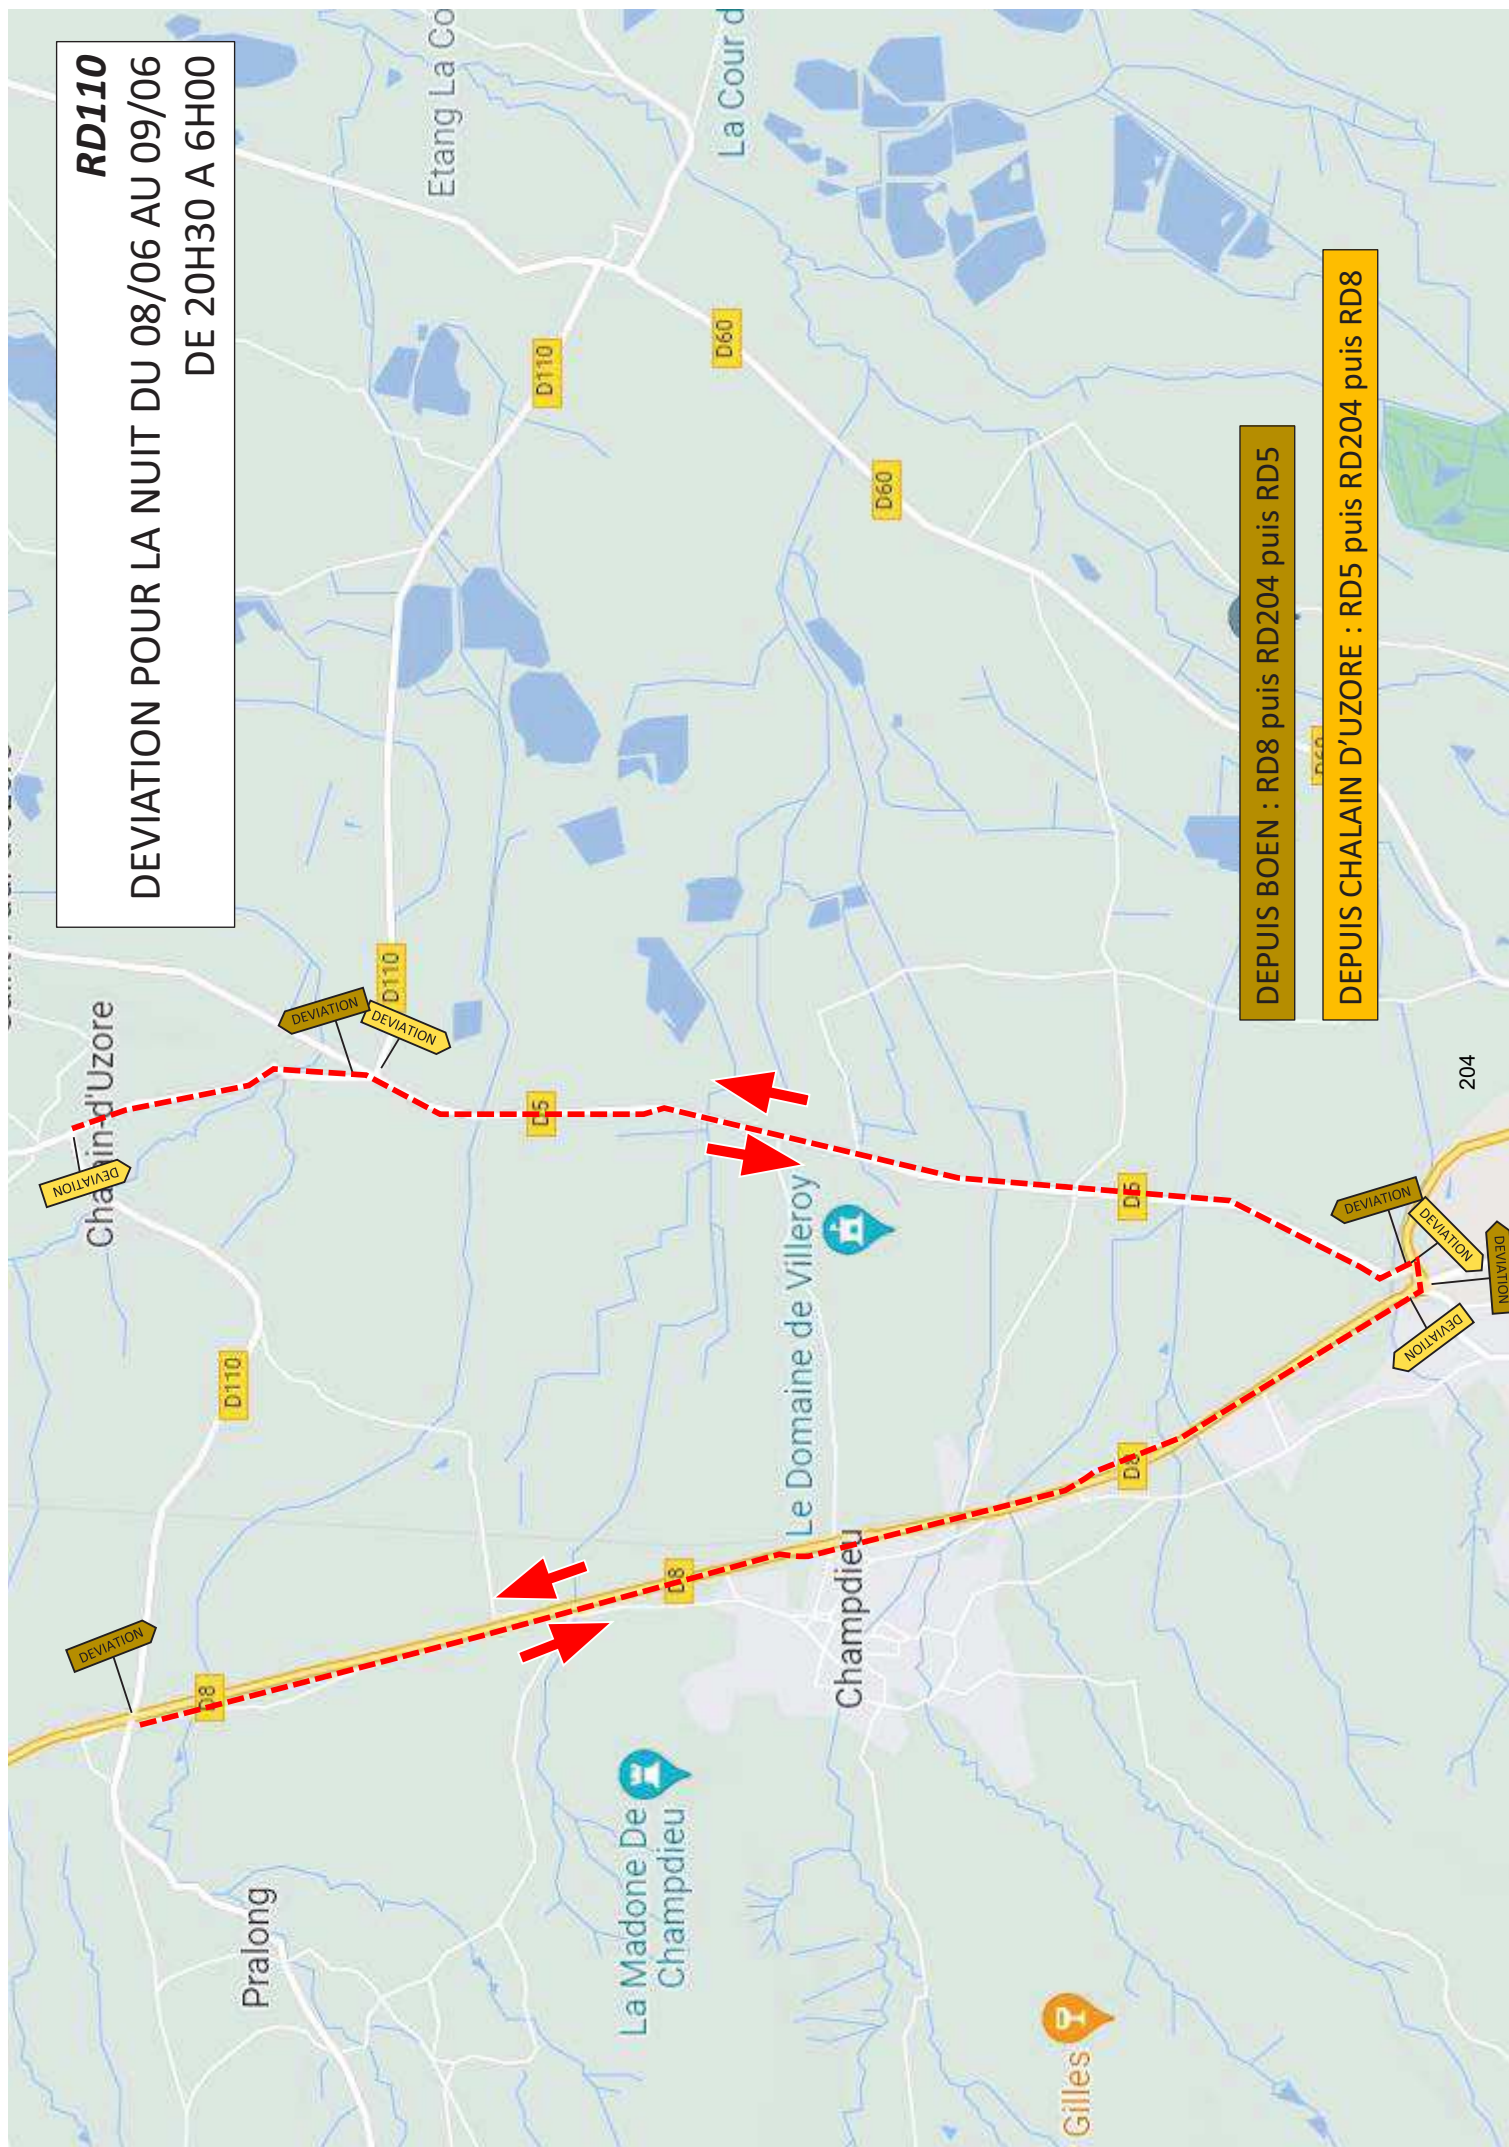 RD110
DEVIATION POUR LA NUIT DU 08/06 AU 09/06
DE 20H30 A 6H00
Etang La Co
La Cour d
D110
D60
D60
D110
DEVIATION
DEVIATION
Chalain-d'Uzore
DEVIATION
D5
D5
D110
Le Domaine de Villeroy
DEVIATION
D8
D8
D8
Champdieu
Pralong
La Madone De
Champdieu
Gilles
DEPUIS BOEN : RD8 puis RD204 puis RD5
D60
DEPUIS CHALAIN D'UZORE : RD5 puis RD204 puis RD8
204
DEVIATION
DEVIATION
DEVIATION
DEVIATION